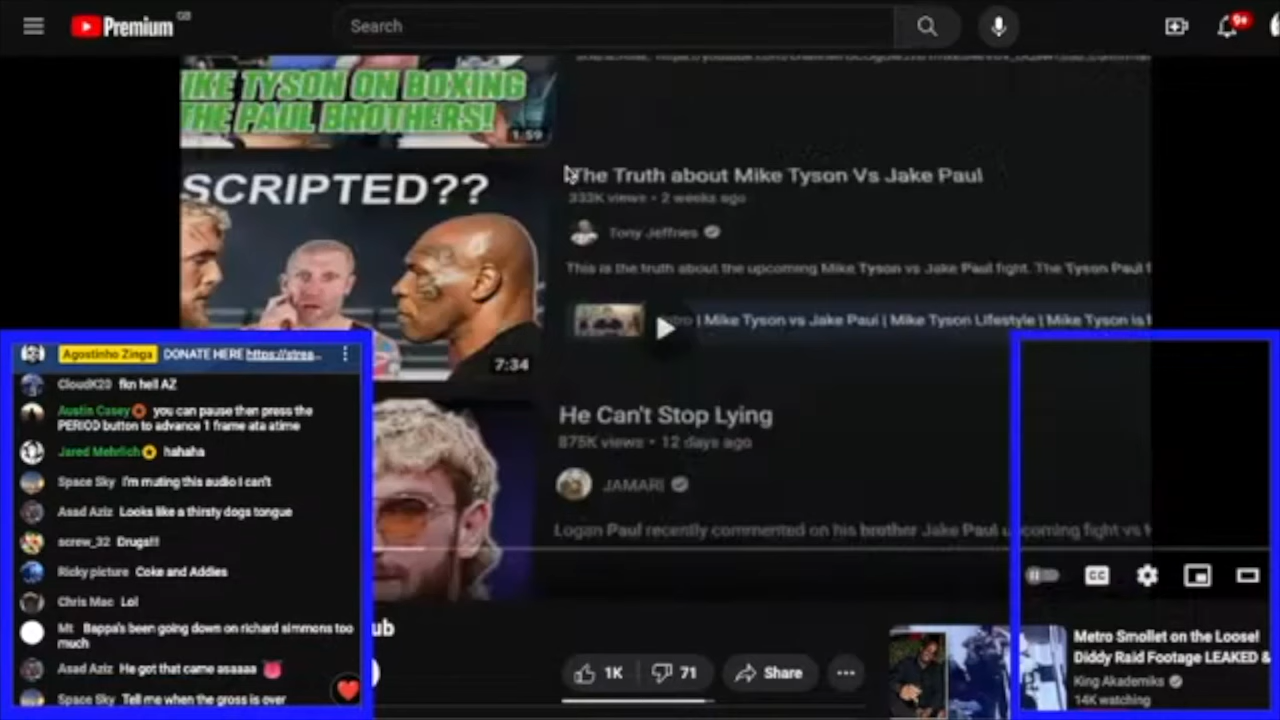 Premium GB
Search
9+
IKE TYSON ON BOXING
THE PAUL BROTHERS!
1:59
SCRIPTED??
7:34
The Truth about Mike Tyson Vs Jake Paul
333K views • 2 weeks ago
Tony Jeffries
This is the truth about the upcoming Mike Tyson vs Jake Paul fight. The Tyson Paul f
Intro | Mike Tyson vs Jake Paul | Mike Tyson Lifestyle | Mike Tyson is
He Can't Stop Lying
875K views • 12 days ago
JAMARI
Logan Paul recently commented on his brother Jake Paul upcoming fight vs
Agostinho Zinga DONATE HERE https://strea...
CloudK20 fkn hell AZ
Austin Casey you can pause then press the
PERIOD button to advance 1 frame ata atime
Jared Mehrlich hahaha
Space Sky I'm muting this audio I can't
Asad Aziz Looks like a thirsty dogs tongue
screw_32 Drugs!!
Ricky picture Coke and Addies
Chris Mac Lol
Mt Bappa's been going down on richard simmons too
much
Asad Aziz He got that came asaaaa
Space Sky Tell me when the gross is over
ub
1K
71
Share
CC
Metro Smollet on the Loose!
Diddy Raid Footage LEAKED &
King Akademiks
14K watching